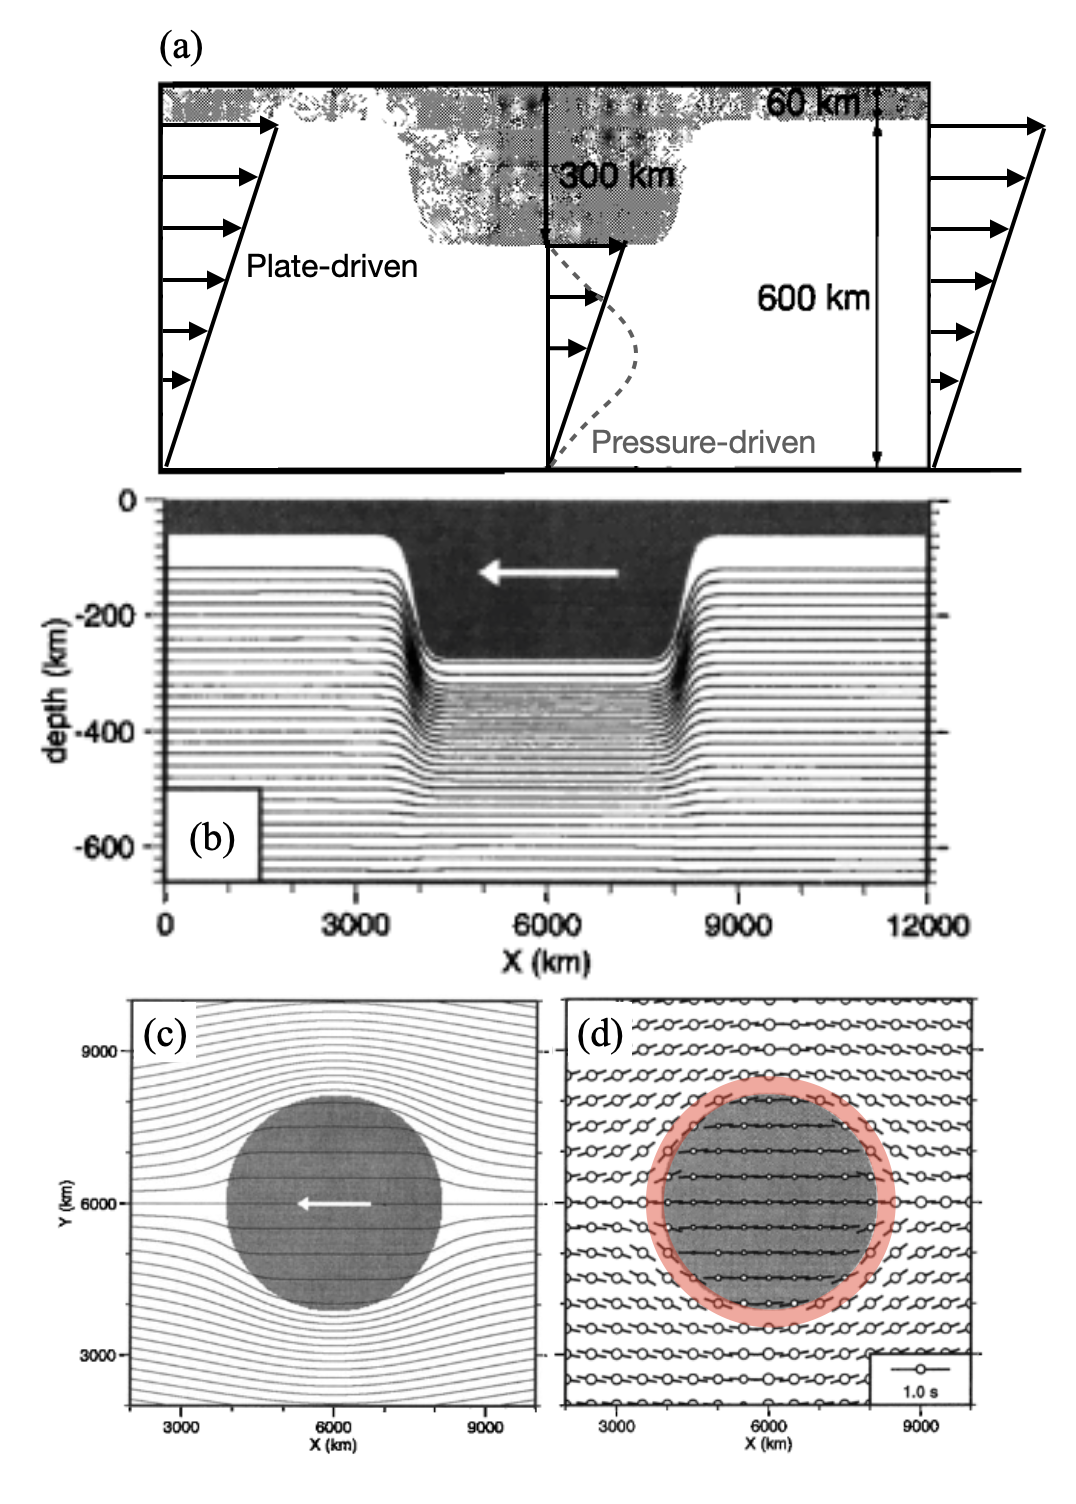 (a)
60 km
300 km
Plate-driven
600 km
Pressure-driven
0
-200
-400
-600
depth (km)
(b)
0 3000 6000 9000 12000
X (km)
(c)
(d)
9000
6000
3000
Y (km)
1.0 s
3000 6000 9000
X (km)
3000 6000 9000
X (km)